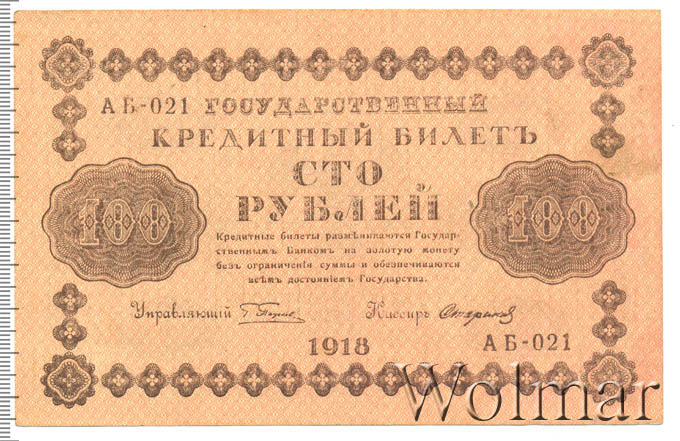 АБ-021 ГОСУДАРСТВЕННЫЙ
КРЕДИТНЫЙ БИЛЕТЪ
СТО
РУБЛЕЙ
100
100
Кредитные билеты размѣниваются Государ-
ственнымъ Банкомъ на золотую монету
безъ ограниченія суммы и обезпечиваются
всѣмъ достояніемъ Государства.
Управляющій
Кассиръ
1918
АБ-021
Wolmar